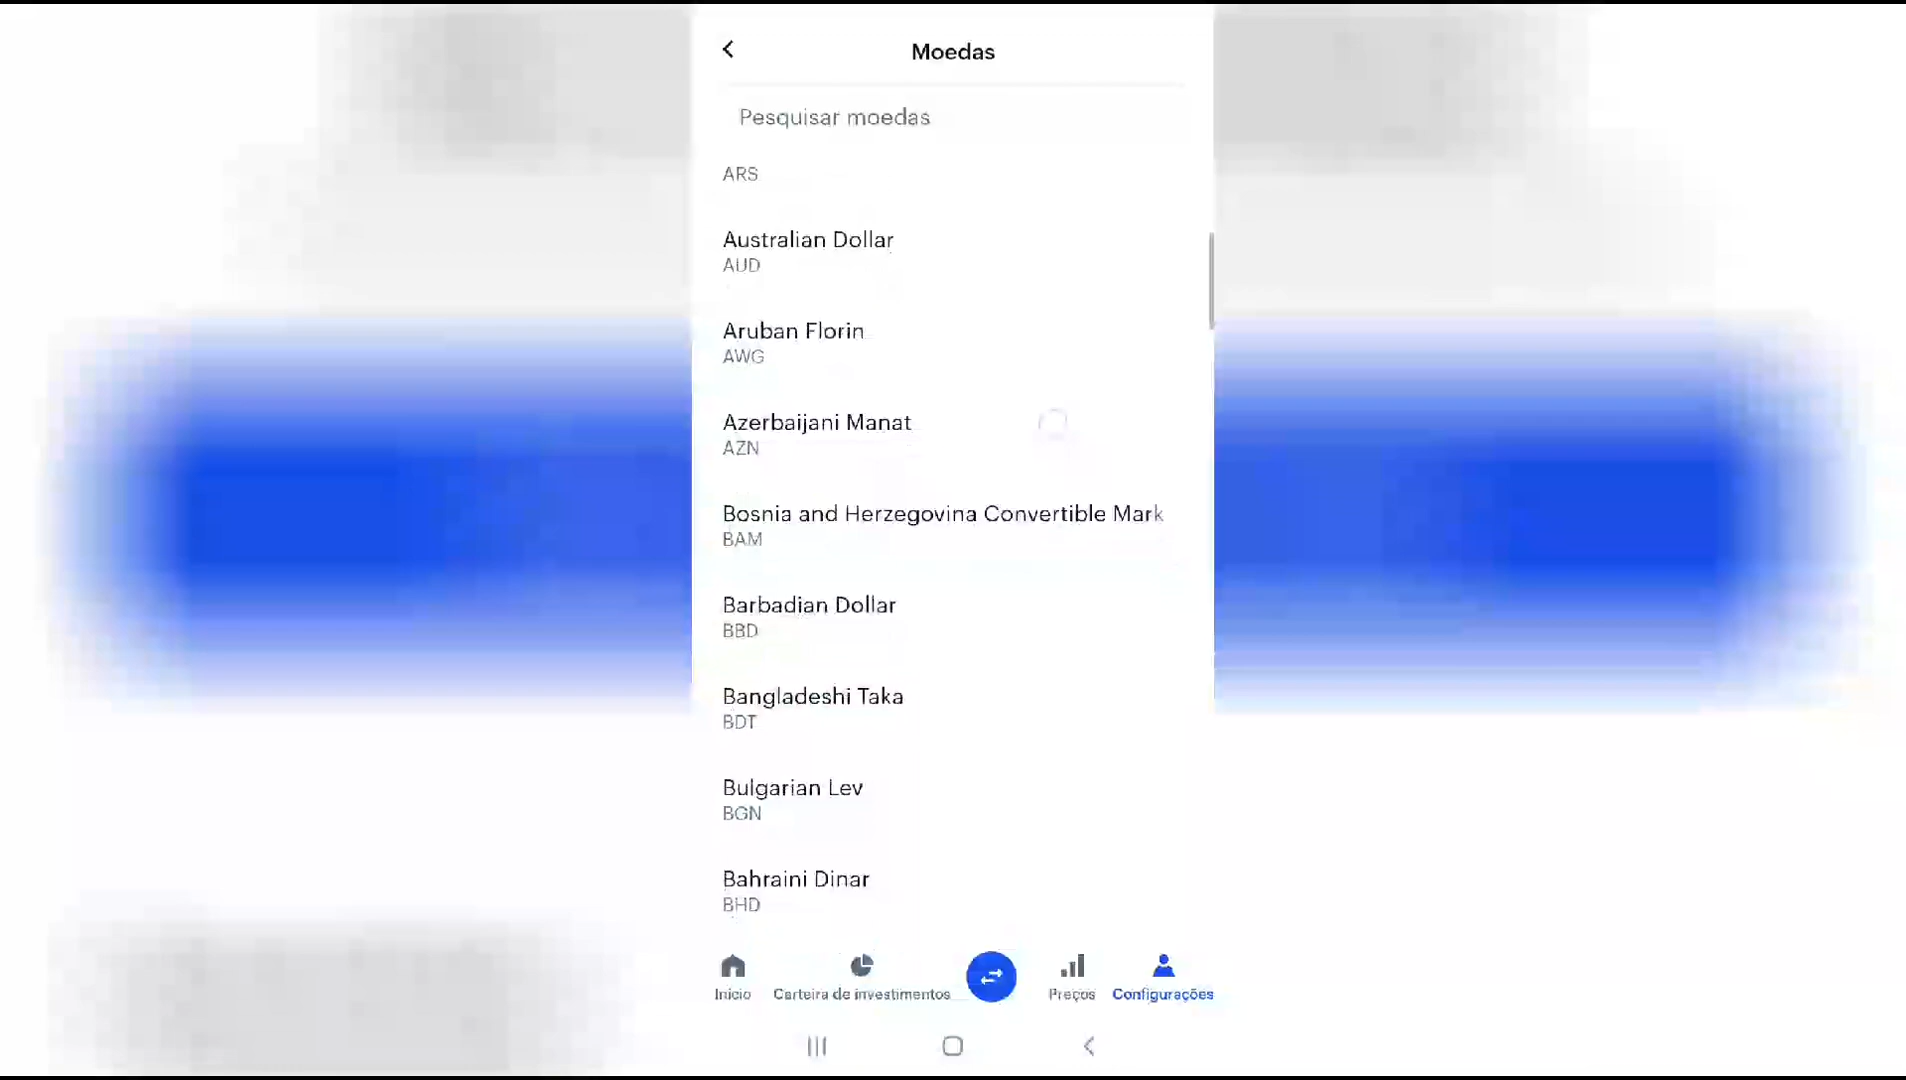 Moedas
Pesquisar moedas
ARS
Australian Dollar
AUD
Aruban Florin
AWG
Azerbaijani Manat
AZN
Bosnia and Herzegovina Convertible Mark
BAM
Barbadian Dollar
BBD
Bangladeshi Taka
BDT
Bulgarian Lev
BGN
Bahraini Dinar
BHD
Início Carteira de investimentos Preços Configurações